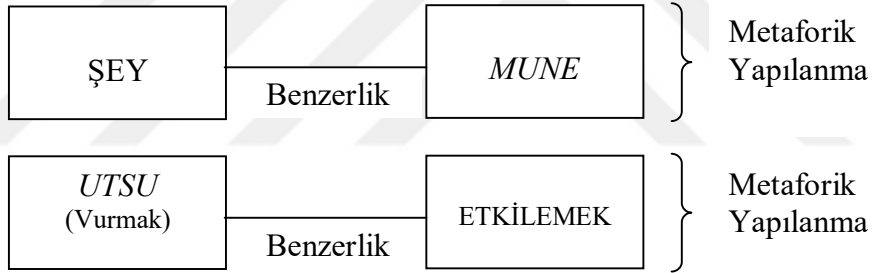 ŞEY
Benzerlik
MUNE
Metaforik
Yapılanma
UTSU
(Vurmak)
Benzerlik
ETKİLEMEK
Metaforik
Yapılanma